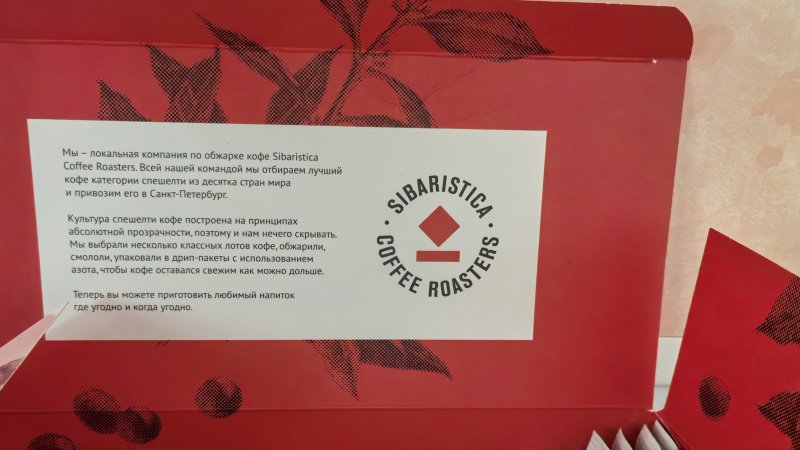 Мы – локальная компания по обжарке кофе Sibaristica
Coffee Roasters. Всей нашей командой мы отбираем лучший
кофе категории спешелти из десятка стран мира
и привозим его в Санкт-Петербург.
Культура спешелти кофе построена на принципах
абсолютной прозрачности, поэтому и нам нечего скрывать.
Мы выбрали несколько классных лотов кофе, обжарили,
смололи, упаковали в дрип-пакеты с использованием
азота, чтобы кофе оставался свежим как можно дольше.
Теперь вы можете приготовить любимый напиток
где угодно и когда угодно.
· SIBARISTICA ·
COFFEE ROASTERS